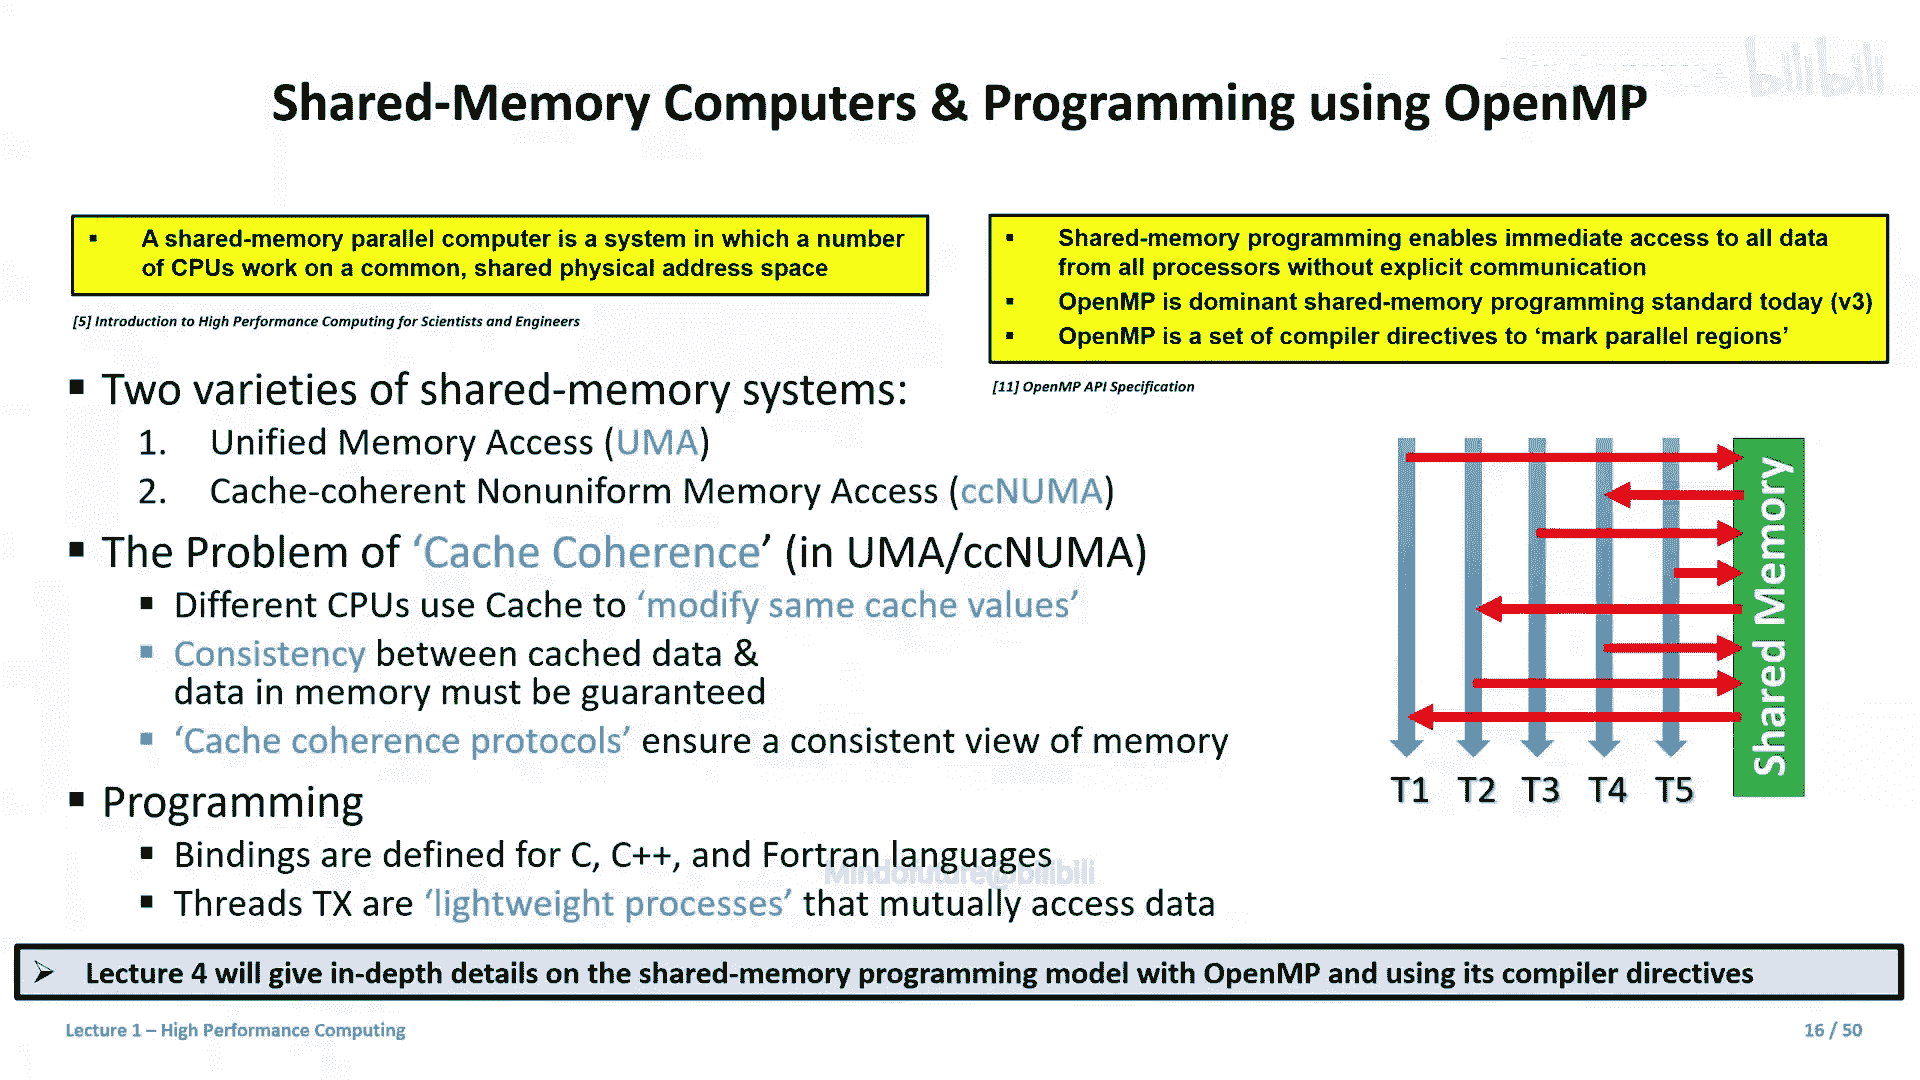 bilibili
Shared-Memory Computers & Programming using OpenMP
▪ A shared-memory parallel computer is a system in which a number
of CPUs work on a common, shared physical address space
[5] Introduction to High Performance Computing for Scientists and Engineers
▪ Shared-memory programming enables immediate access to all data
from all processors without explicit communication
▪ OpenMP is dominant shared-memory programming standard today (v3)
▪ OpenMP is a set of compiler directives to ‘mark parallel regions’
[11] OpenMP API Specification
▪ Two varieties of shared-memory systems:
1. Unified Memory Access (UMA)
2. Cache-coherent Nonuniform Memory Access (ccNUMA)
▪ The Problem of ‘Cache Coherence’ (in UMA/ccNUMA)
▪ Different CPUs use Cache to ‘modify same cache values’
▪ Consistency between cached data &
data in memory must be guaranteed
▪ ‘Cache coherence protocols’ ensure a consistent view of memory
▪ Programming
▪ Bindings are defined for C, C++, and Fortran languages
▪ Threads TX are ‘lightweight processes’ that mutually access data
Shared Memory
T1 T2 T3 T4 T5
Mindofuture@bilibili
➢ Lecture 4 will give in-depth details on the shared-memory programming model with OpenMP and using its compiler directives
Lecture 1 – High Performance Computing
16 / 50